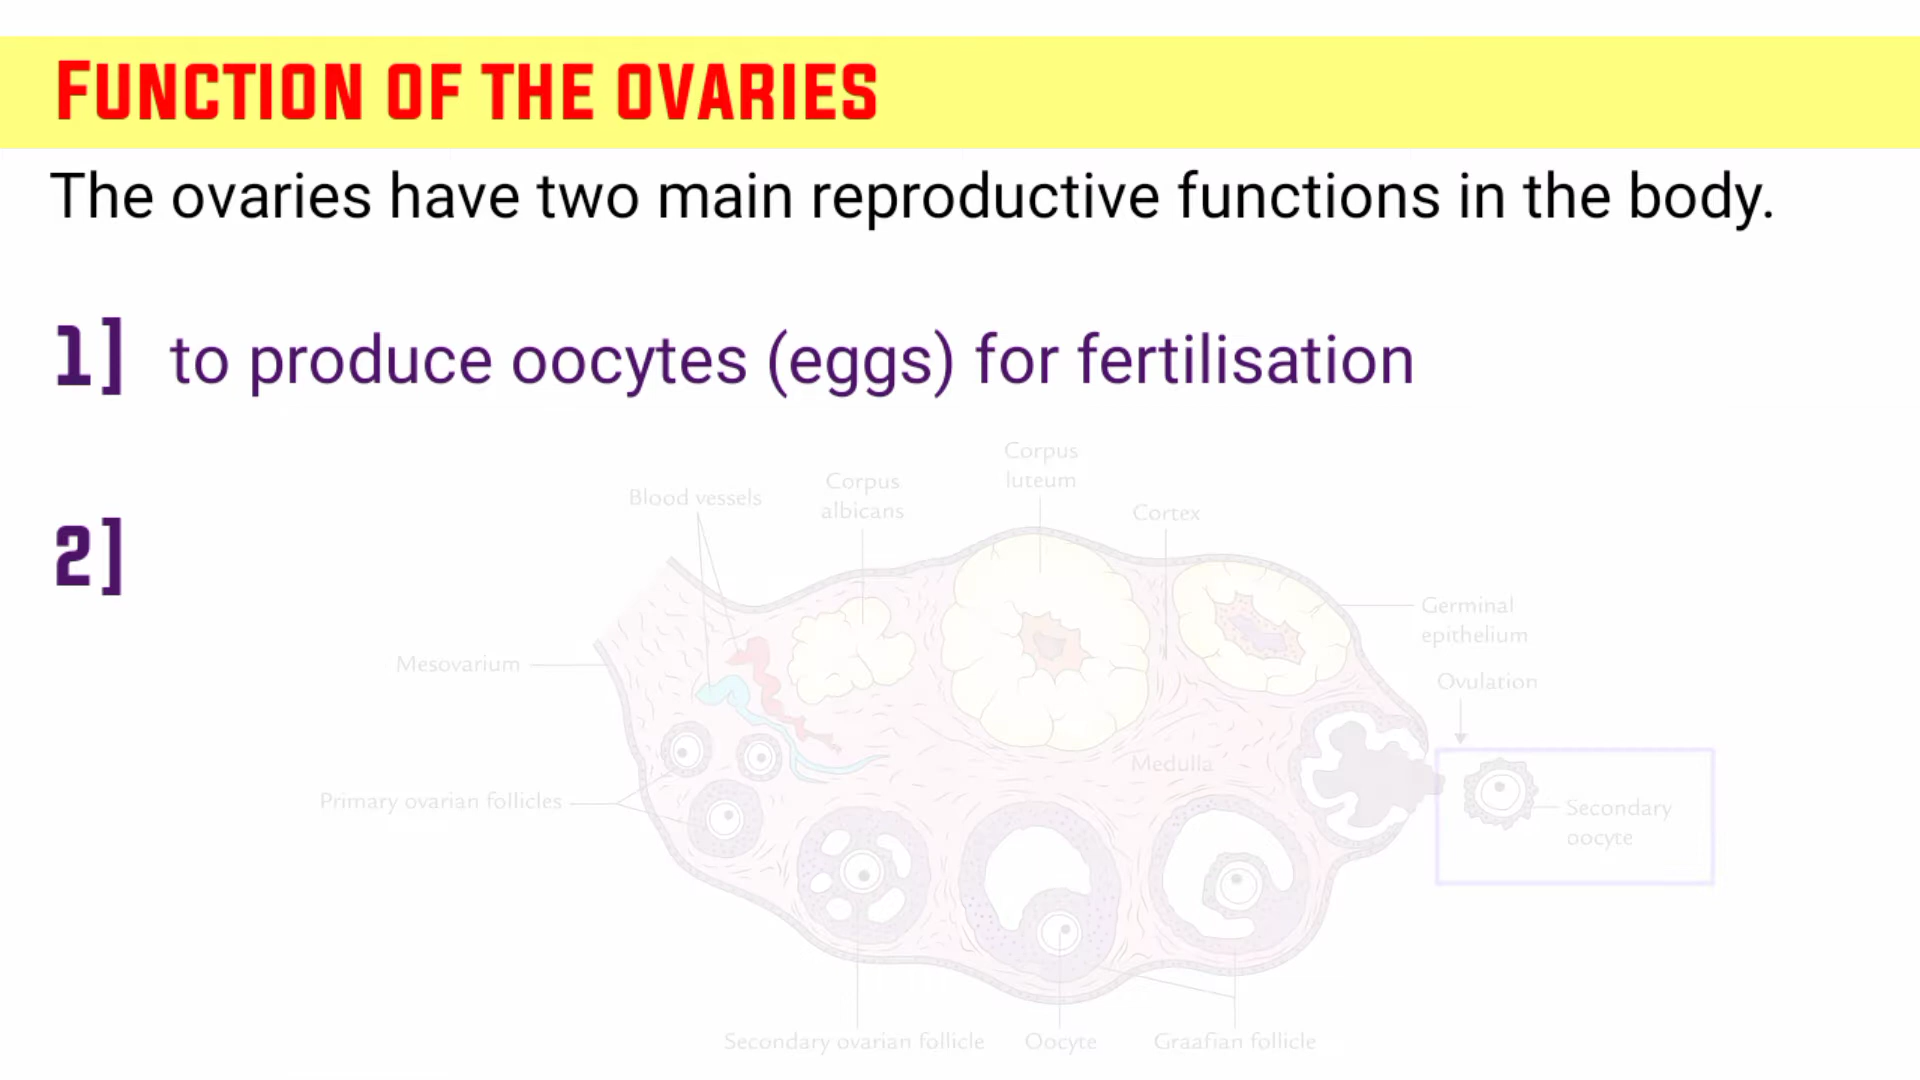 FUNCTION OF THE OVARIES
The ovaries have two main reproductive functions in the body.
1] to produce oocytes (eggs) for fertilisation
2]
Corpus
luteum
Corpus
albicans
Blood vessels
Cortex
Germinal
epithelium
Mesovarium
Ovulation
Medulla
Primary ovarian follicles
Secondary
oocyte
Secondary ovarian follicle
Oocyte
Graafian follicle